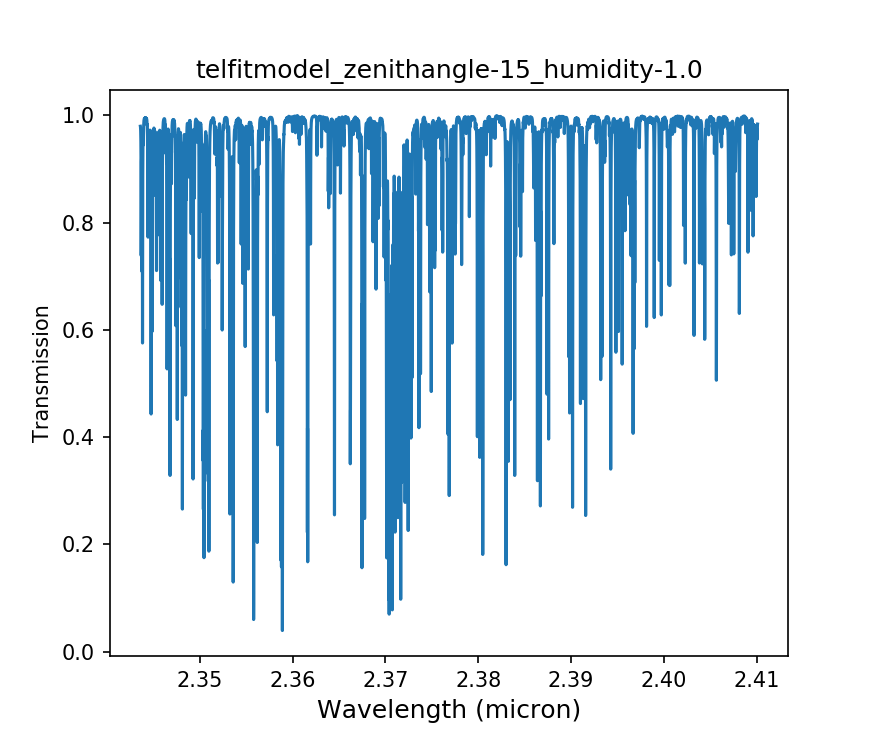 telfitmodel_zenithangle-15_humidity-1.0
1.0
0.8
0.6
0.4
0.2
0.0
Transmission
2.35 2.36 2.37 2.38 2.39 2.40 2.41
Wavelength (micron)